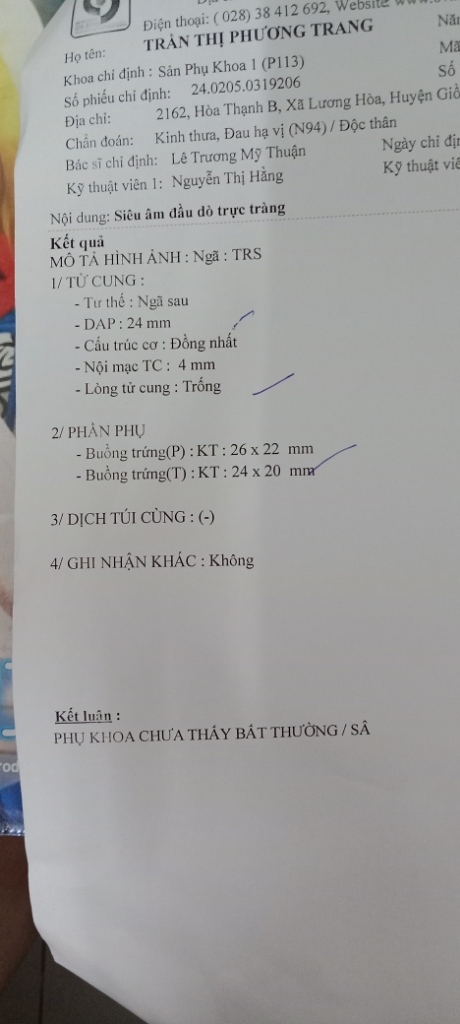 Điện thoại: ( 028) 38 412 692, Website
Họ tên: TRẦN THỊ PHƯƠNG TRANG
Khoa chỉ định : Sản Phụ Khoa 1 (P113)
Số phiếu chỉ định: 24.0205.0319206 Số
Địa chỉ: 2162, Hòa Thạnh B, Xã Lương Hòa, Huyện
Chẩn đoán: Kinh thưa, Đau hạ vị (N94) / Độc thân
Bác sĩ chỉ định: Lê Trương Mỹ Thuận Ngày chỉ
Kỹ thuật viên 1: Nguyễn Thị Hằng Kỹ thuật
Nội dung: Siêu âm đầu dò trực tràng
Kết quả
MÔ TẢ HÌNH ẢNH : Ngã : TRS
1/ TỬ CUNG :
- Tư thế : Ngã sau
- DAP : 24 mm
- Cấu trúc cơ : Đồng nhất
- Nội mạc TC : 4 mm
- Lòng tử cung : Trống
2/ PHẦN PHỤ
- Buồng trứng(P) : KT : 26 x 22 mm
- Buồng trứng(T) : KT : 24 x 20 mm
3/ DỊCH TÚI CÙNG : (-)
4/ GHI NHẬN KHÁC : Không
Kết luận :
PHỤ KHOA CHƯA THẤY BẤT THƯỜNG / SÂ